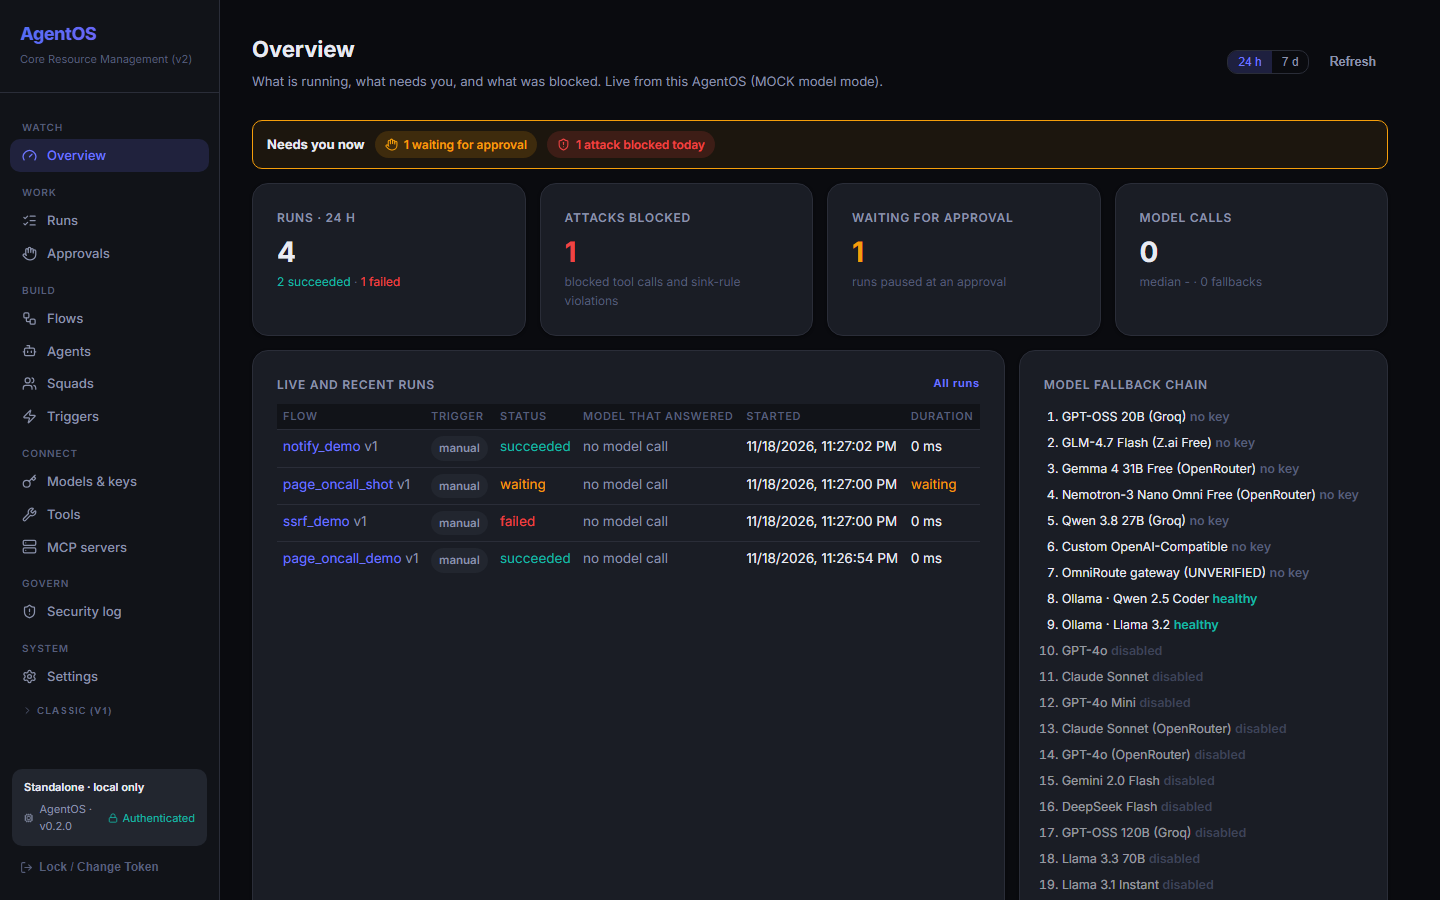 AgentOS
Core Resource Management (v2)
WATCH
Overview
WORK
Runs
Approvals
BUILD
Flows
Agents
Squads
Triggers
CONNECT
Models & keys
Tools
MCP servers
GOVERN
Security log
SYSTEM
Settings
CLASSIC (V1)
Standalone · local only
AgentOS ·
v0.2.0
Authenticated
Lock / Change Token
Overview
What is running, what needs you, and what was blocked. Live from this AgentOS (MOCK model mode).
24 h 7 d Refresh
Needs you now 1 waiting for approval 1 attack blocked today
RUNS · 24 H
4
2 succeeded · 1 failed
ATTACKS BLOCKED
1
blocked tool calls and sink-rule
violations
WAITING FOR APPROVAL
1
runs paused at an approval
MODEL CALLS
0
median - · 0 fallbacks
LIVE AND RECENT RUNS All runs
FLOW TRIGGER STATUS MODEL THAT ANSWERED STARTED DURATION
notify_demo v1 manual succeeded no model call 11/18/2026, 11:27:02 PM 0 ms
page_oncall_shot v1 manual waiting no model call 11/18/2026, 11:27:00 PM waiting
ssrf_demo v1 manual failed no model call 11/18/2026, 11:27:00 PM 0 ms
page_oncall_demo v1 manual succeeded no model call 11/18/2026, 11:26:54 PM 0 ms
MODEL FALLBACK CHAIN
1. GPT-OSS 20B (Groq) no key
2. GLM-4.7 Flash (Z.ai Free) no key
3. Gemma 4 31B Free (OpenRouter) no key
4. Nemotron-3 Nano Omni Free (OpenRouter) no key
5. Qwen 3.8 27B (Groq) no key
6. Custom OpenAI-Compatible no key
7. OmniRoute gateway (UNVERIFIED) no key
8. Ollama · Qwen 2.5 Coder healthy
9. Ollama · Llama 3.2 healthy
10. GPT-4o disabled
11. Claude Sonnet disabled
12. GPT-4o Mini disabled
13. Claude Sonnet (OpenRouter) disabled
14. GPT-4o (OpenRouter) disabled
15. Gemini 2.0 Flash disabled
16. DeepSeek Flash disabled
17. GPT-OSS 120B (Groq) disabled
18. Llama 3.3 70B disabled
19. Llama 3.1 Instant disabled